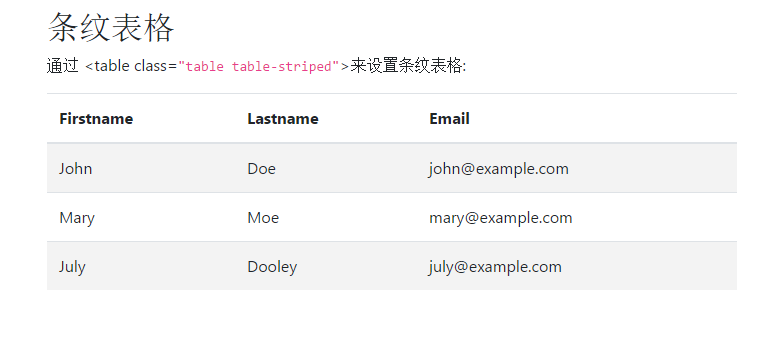 条纹表格
通过 <table class="table table-striped">来设置条纹表格:
Firstname Lastname Email
John Doe john@example.com
Mary Moe mary@example.com
July Dooley july@example.com